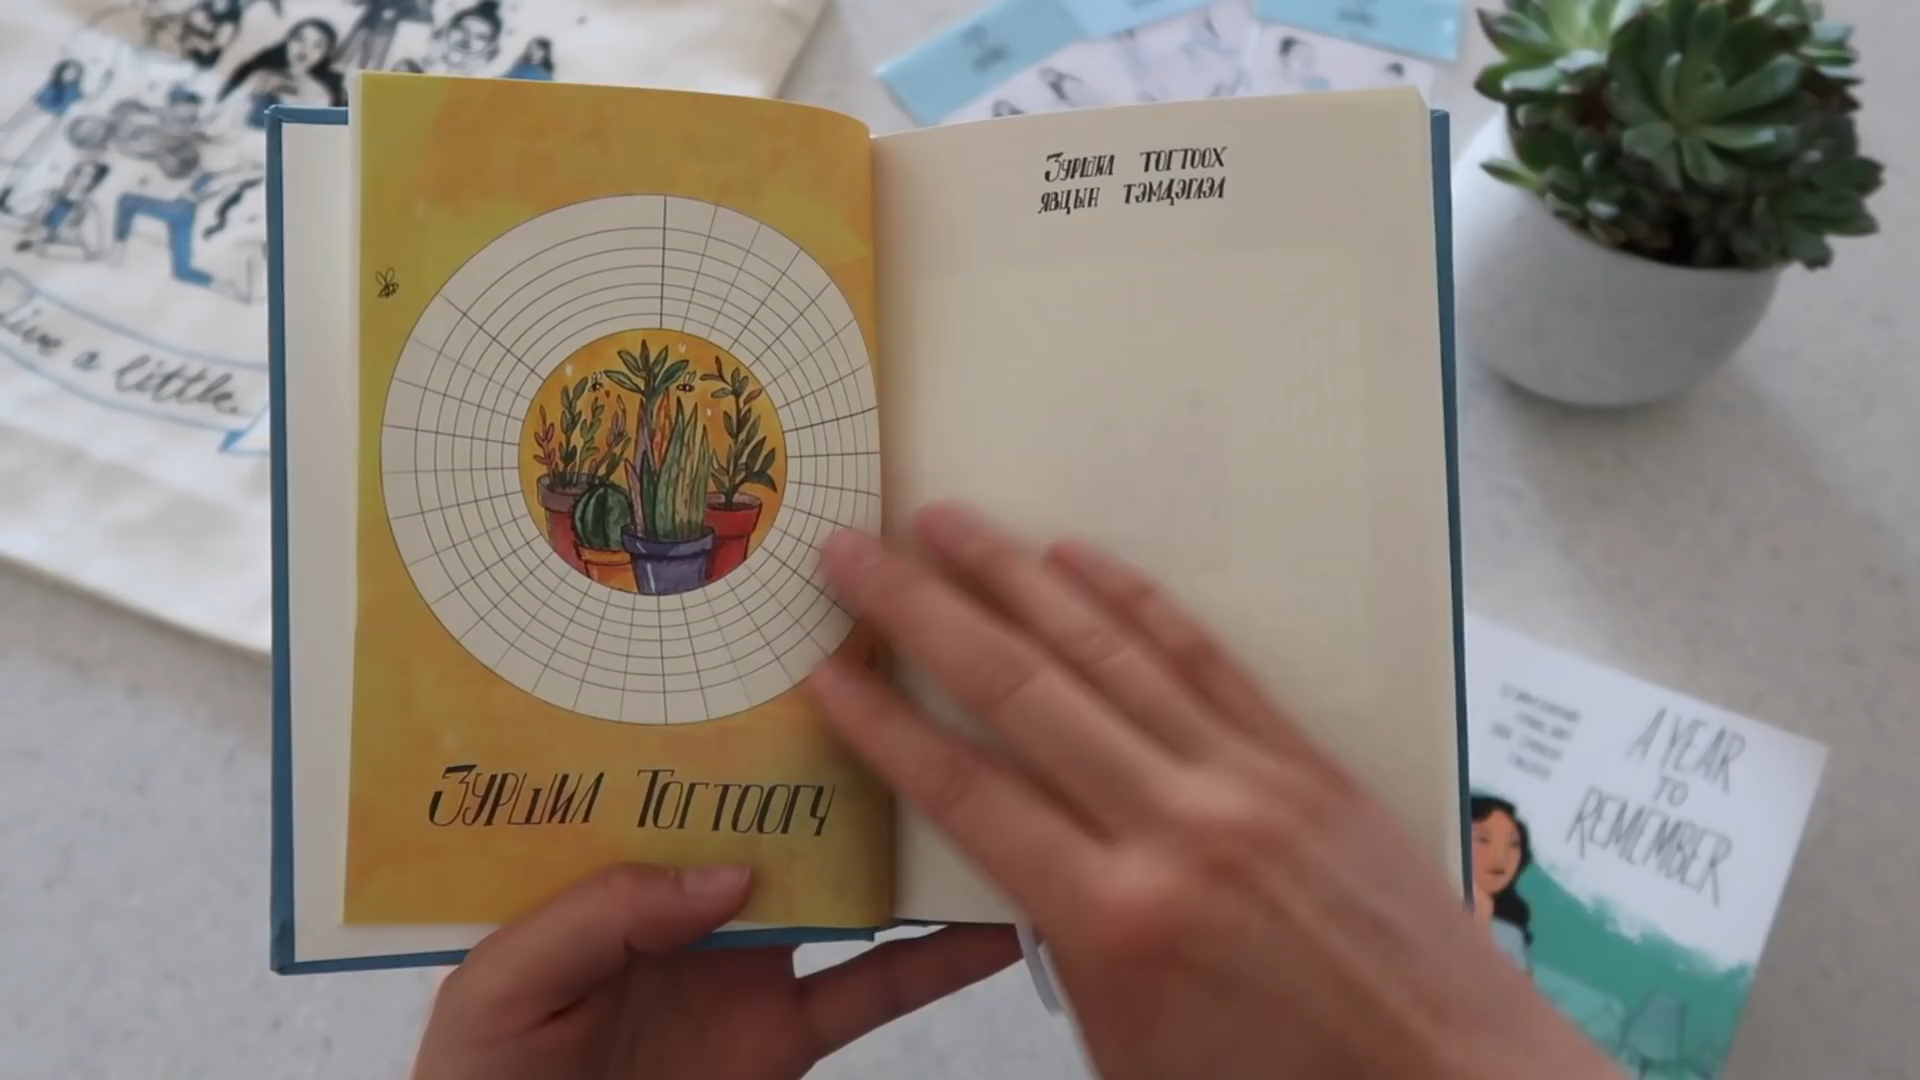 Live a little
Зуршил тогтоох
явцын тэмдэглэл
Зуршил Тогтоогч
A YEAR
TO
REMEMBER